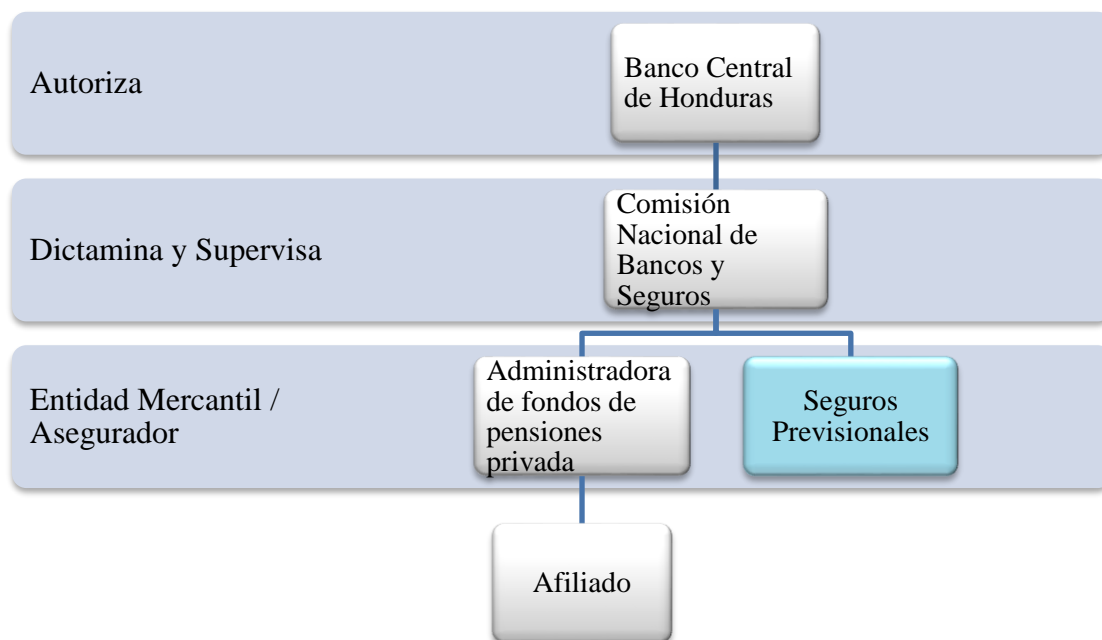 Autoriza
Banco Central
de Honduras
Dictamina y Supervisa
Comisión
Nacional de
Bancos y
Seguros
Entidad Mercantil /
Asegurador
Administradora
de fondos de
pensiones
privada
Seguros
Previsionales
Afiliado